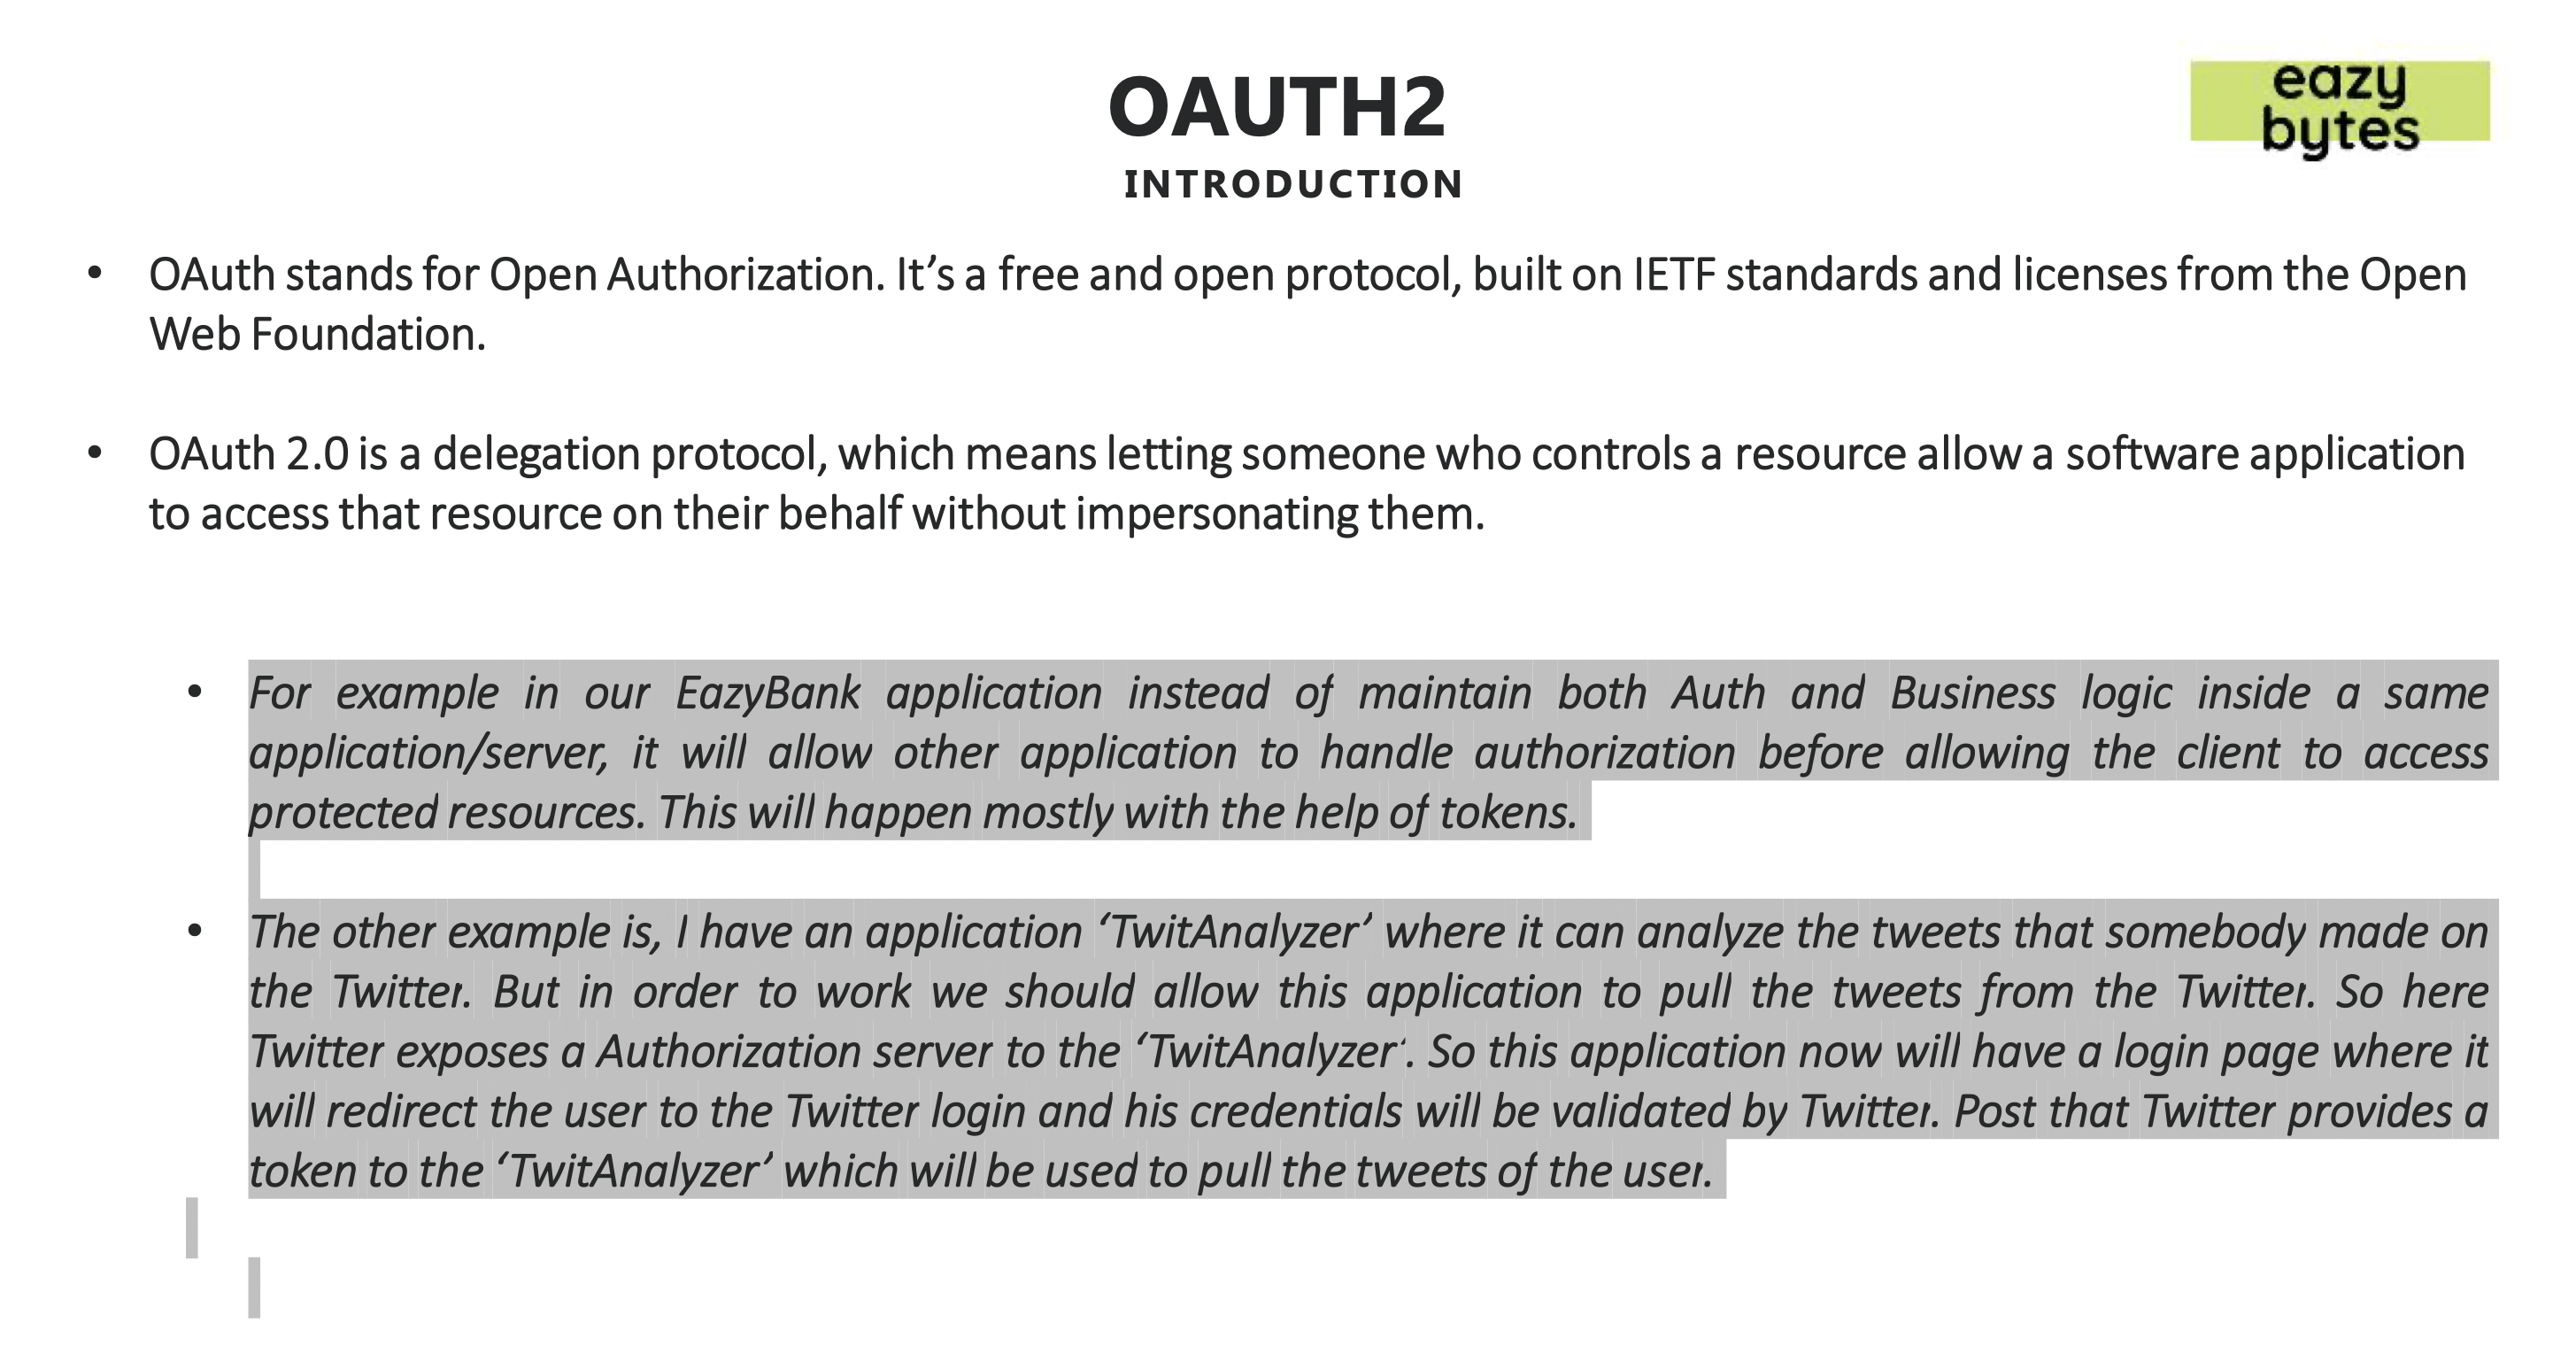 OAUTH2
eazy
bytes
INTRODUCTION
• OAuth stands for Open Authorization. It’s a free and open protocol, built on IETF standards and licenses from the Open
Web Foundation.
• OAuth 2.0 is a delegation protocol, which means letting someone who controls a resource allow a software application
to access that resource on their behalf without impersonating them.
• For example in our EazyBank application instead of maintain both Auth and Business logic inside a same
application/server, it will allow other application to handle authorization before allowing the client to access
protected resources. This will happen mostly with the help of tokens.
• The other example is, I have an application ‘TwitAnalyzer’ where it can analyze the tweets that somebody made on
the Twitter. But in order to work we should allow this application to pull the tweets from the Twitter. So here
Twitter exposes a Authorization server to the ‘TwitAnalyzer‘. So this application now will have a login page where it
will redirect the user to the Twitter login and his credentials will be validated by Twitter. Post that Twitter provides a
token to the ‘TwitAnalyzer’ which will be used to pull the tweets of the user.